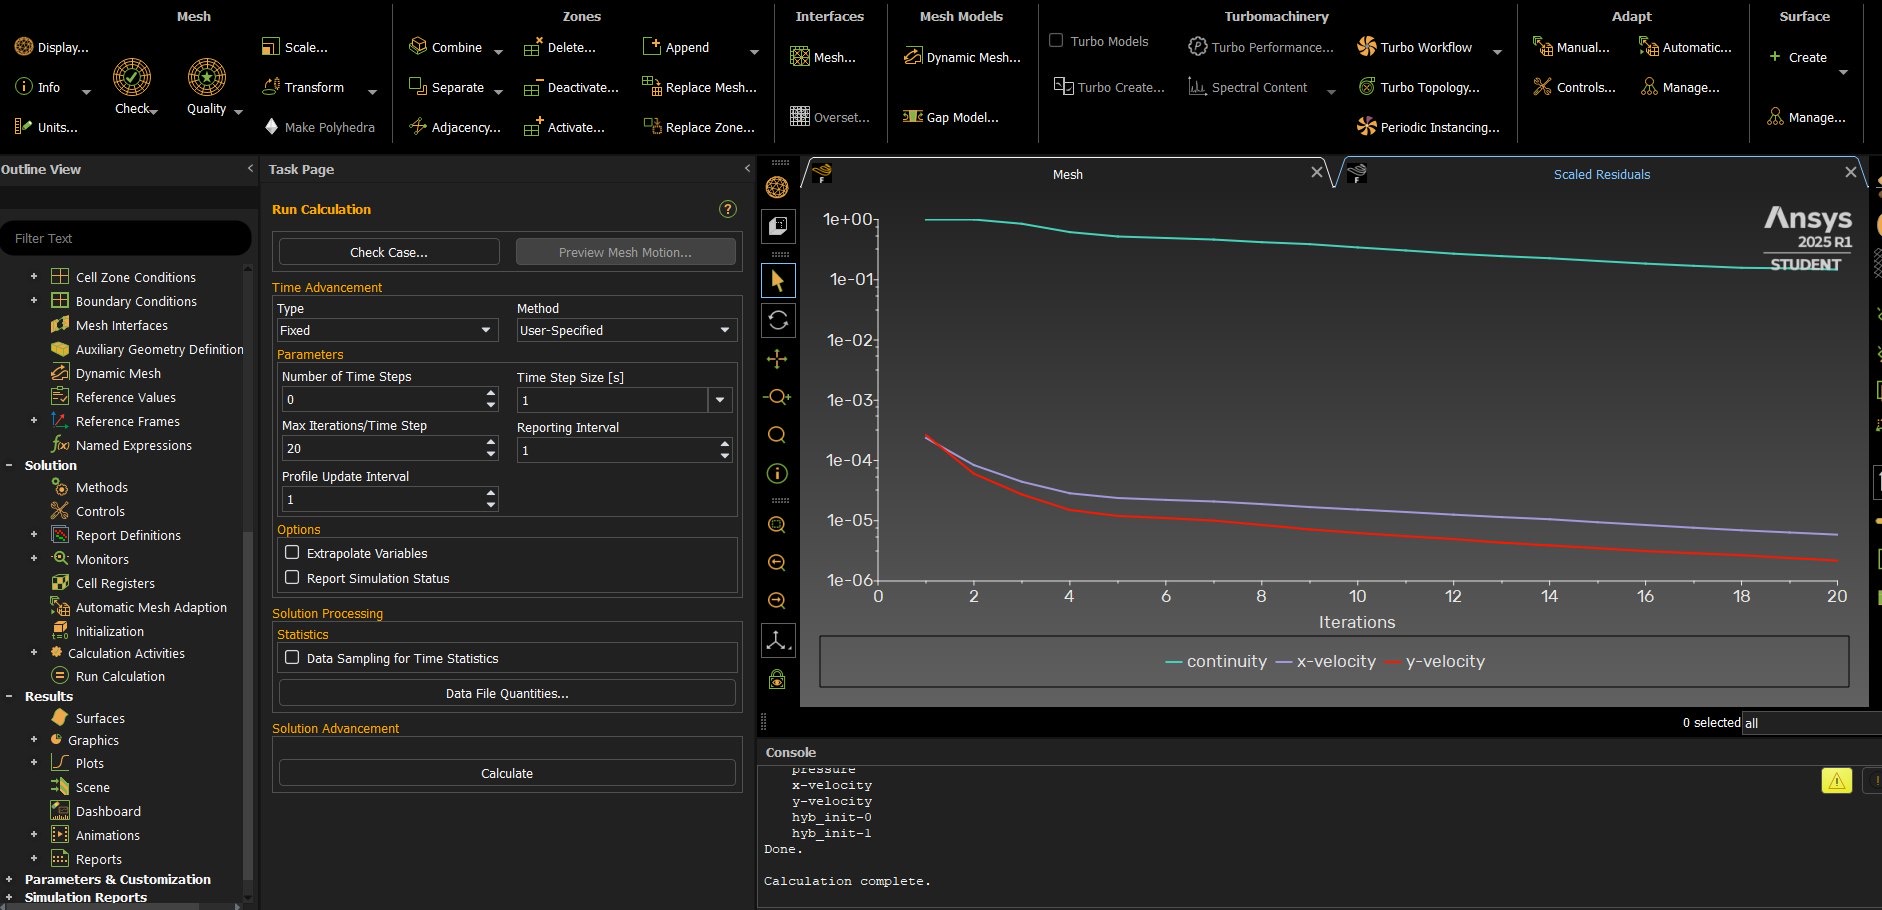 Mesh
Zones
Interfaces
Mesh Models
Turbomachinery
Adapt
Surface
Display...
Scale...
Combine
Delete...
Append
Mesh...
Dynamic Mesh...
Turbo Models
Turbo Performance...
Turbo Workflow
Manual...
Automatic...
Create
Info
Check
Quality
Transform
Separate
Deactivate...
Replace Mesh...
Turbo Create...
Spectral Content
Turbo Topology...
Controls...
Manage...
Units...
Make Polyhedra
Adjacency...
Activate...
Replace Zone...
Overset...
Gap Model...
Periodic Instancing...
Manage...
Outline View
Filter Text
Cell Zone Conditions
Boundary Conditions
Mesh Interfaces
Auxiliary Geometry Definition
Dynamic Mesh
Reference Values
Reference Frames
Named Expressions
Solution
Methods
Controls
Report Definitions
Monitors
Cell Registers
Automatic Mesh Adaption
Initialization
Calculation Activities
Run Calculation
Results
Surfaces
Graphics
Plots
Scene
Dashboard
Animations
Reports
Parameters & Customization
Simulation Reports
Task Page
Run Calculation
Check Case...
Preview Mesh Motion...
Time Advancement
Type
Method
Fixed
User-Specified
Parameters
Number of Time Steps
Time Step Size [s]
0
1
Max Iterations/Time Step
Reporting Interval
20
1
Profile Update Interval
1
Options
Extrapolate Variables
Report Simulation Status
Solution Processing
Statistics
Data Sampling for Time Statistics
Data File Quantities...
Solution Advancement
Calculate
Mesh
Scaled Residuals
Ansys
2025 R1
STUDENT
1e+00
1e-01
1e-02
1e-03
1e-04
1e-05
1e-06
0 2 4 6 8 10 12 14 16 18 20
Iterations
continuity x-velocity y-velocity
0 selected all
Console
pressure
x-velocity
y-velocity
hyb_init-0
hyb_init-1
Done.
Calculation complete.